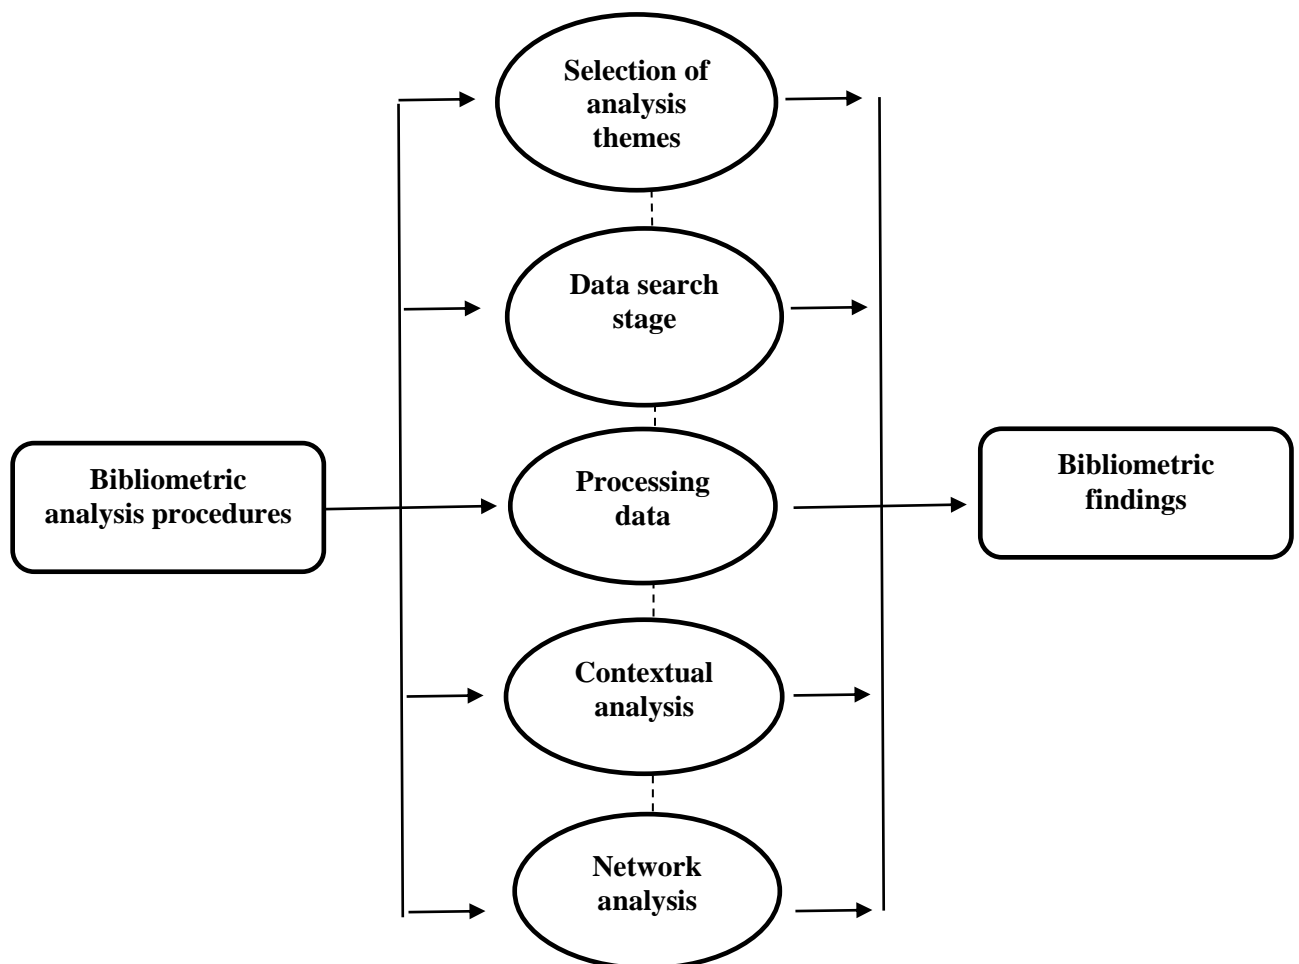 Selection of
analysis
themes
Data search
stage
Bibliometric
analysis procedures
Processing
data
Bibliometric
findings
Contextual
analysis
Network
analysis